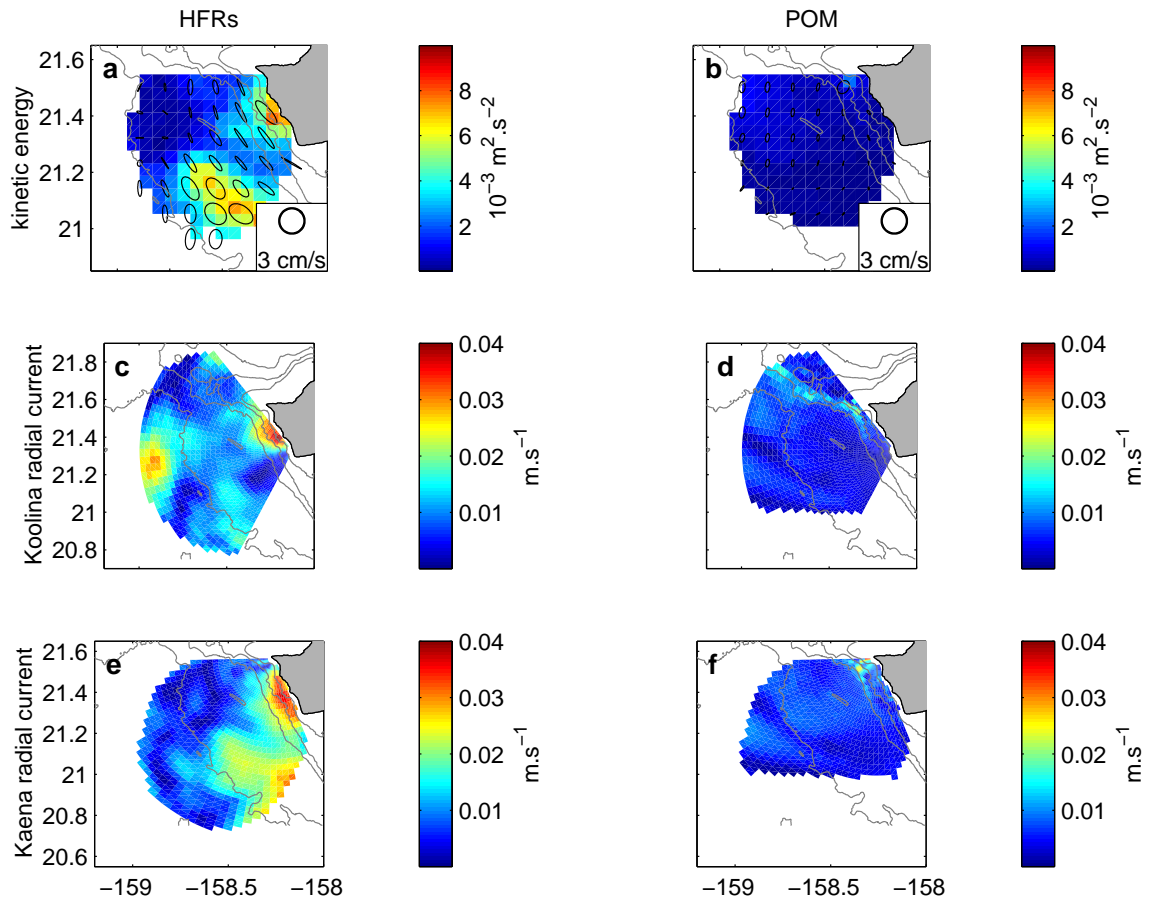 HFRs
POM
kinetic energy
21.6
21.4
21.2
21
a
3 cm/s
8
6
4
2
10−3 m2.s−2
b
3 cm/s
8
6
4
2
10−3 m2.s−2
Koolina radial current
21.8
21.6
21.4
21.2
21
20.8
c
0.04
0.03
0.02
0.01
m.s−1
d
0.04
0.03
0.02
0.01
m.s−1
Kaena radial current
21.6
21.4
21.2
21
20.8
20.6
e
−159
−158.5
−158
0.04
0.03
0.02
0.01
m.s−1
f
−159
−158.5
−158
0.04
0.03
0.02
0.01
m.s−1